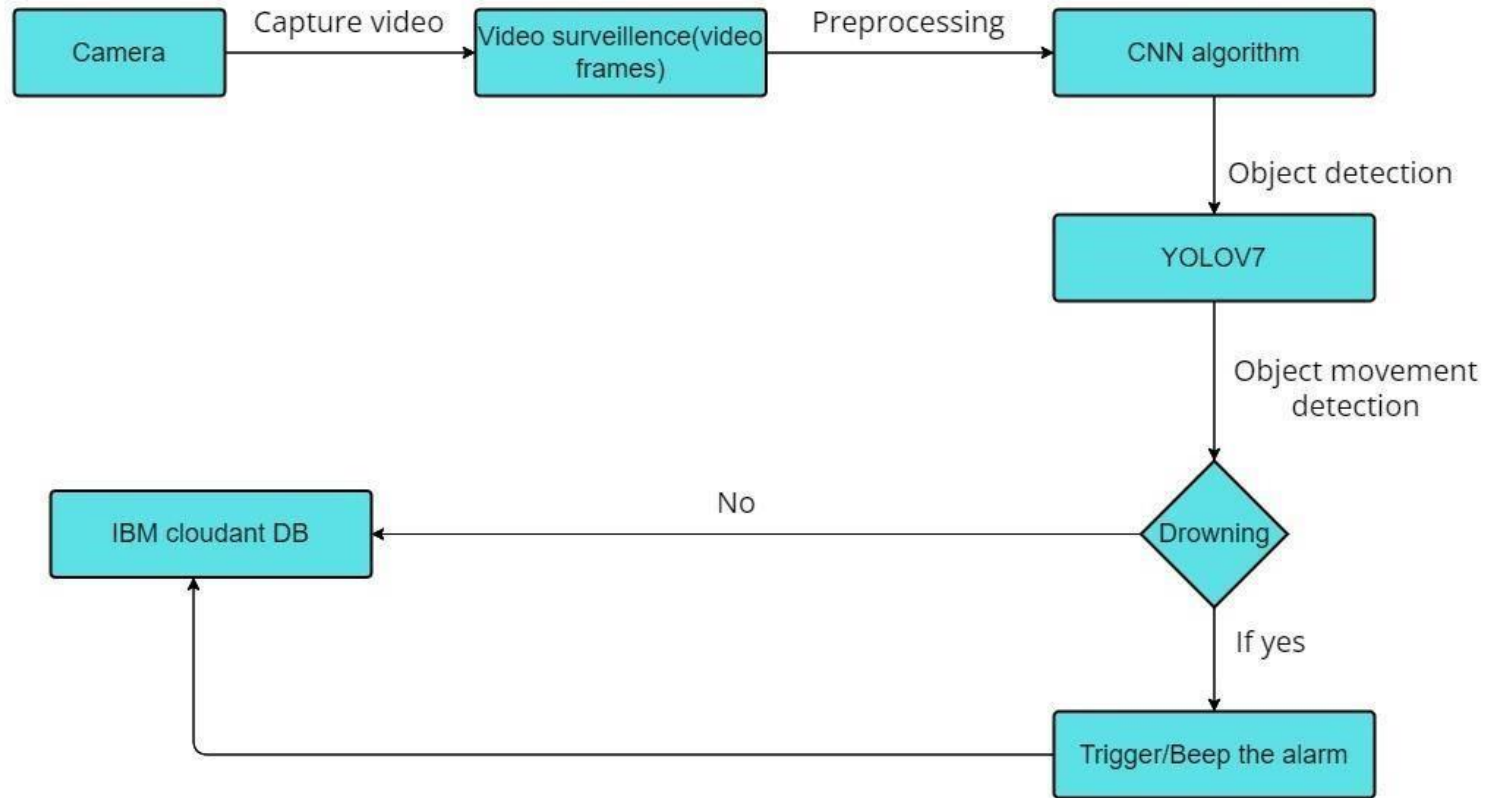 Camera
Capture video
Video surveillence(video
frames)
Preprocessing
CNN algorithm
Object detection
YOLOV7
Object movement
detection
Drowning
No
IBM cloudant DB
If yes
Trigger/Beep the alarm